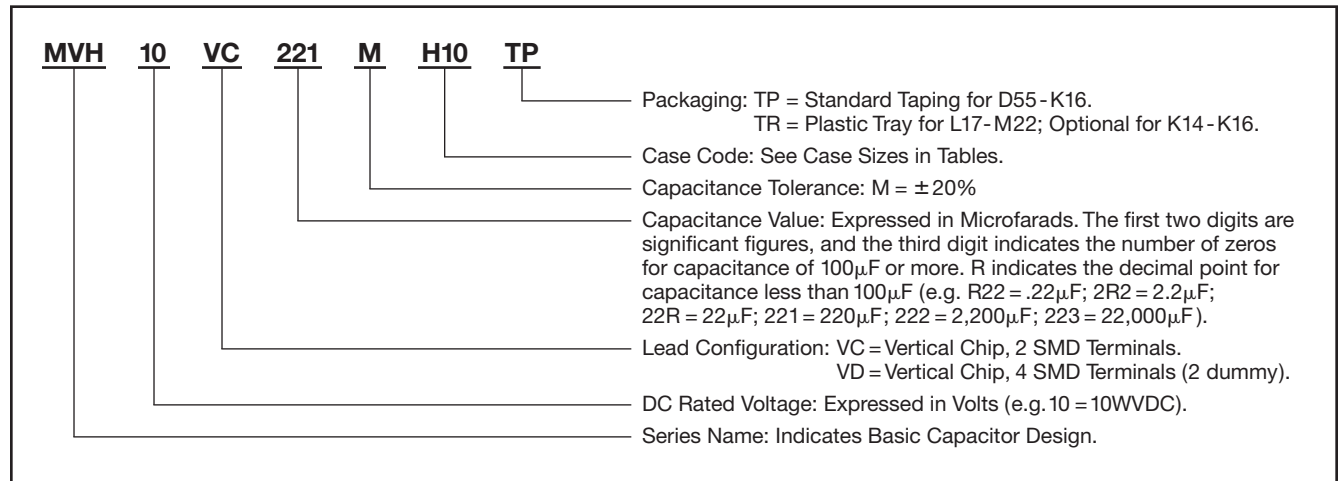 MVH 10 VC 221 M H10 TP
Packaging: TP = Standard Taping for D55-K16.
TR = Plastic Tray for L17-M22; Optional for K14-K16.
Case Code: See Case Sizes in Tables.
Capacitance Tolerance: M = ±20%
Capacitance Value: Expressed in Microfarads. The first two digits are
significant figures, and the third digit indicates the number of zeros
for capacitance of 100μF or more. R indicates the decimal point for
capacitance less than 100μF (e.g. R22 = .22μF; 2R2 = 2.2μF;
22R = 22μF; 221 = 220μF; 222 = 2,200μF; 223 = 22,000μF).
Lead Configuration: VC = Vertical Chip, 2 SMD Terminals.
VD = Vertical Chip, 4 SMD Terminals (2 dummy).
DC Rated Voltage: Expressed in Volts (e.g. 10 = 10WVDC).
Series Name: Indicates Basic Capacitor Design.